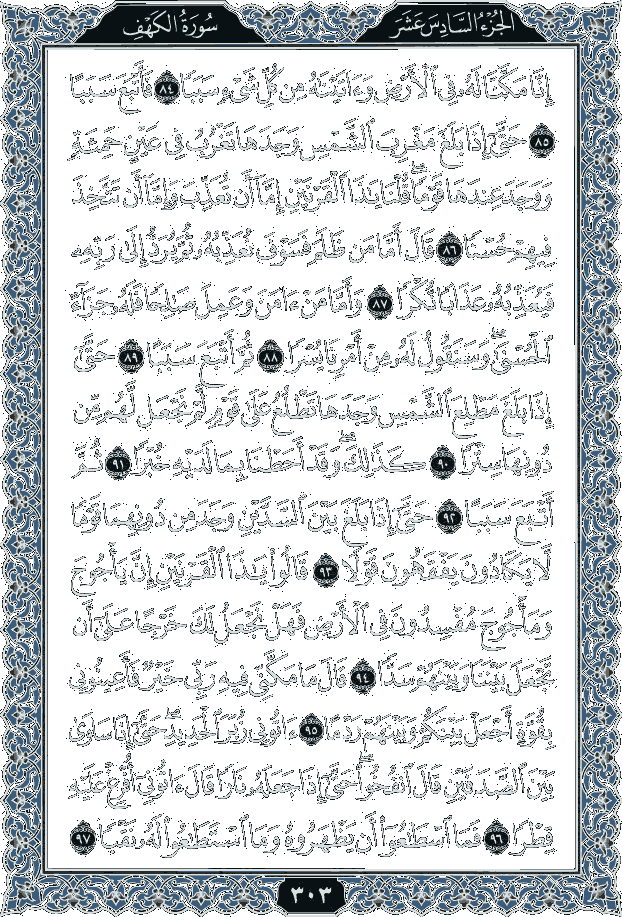 الجُزْءُ السَّادِسَ عَشَرَ
سُورَةُ الكَهْفِ
إِنَّا مَكَّنَّا لَهُۥ فِى ٱلْأَرْضِ وَءَاتَيْنَٰهُ مِن كُلِّ شَىْءٍ سَبَبًا ٨٤ فَأَتْبَعَ سَبَبًا
٨٥ حَتَّىٰٓ إِذَا بَلَغَ مَغْرِبَ ٱلشَّمْسِ وَجَدَهَا تَغْرُبُ فِى عَيْنٍ حَمِئَةٍ
وَوَجَدَ عِندَهَا قَوْمًا ۗ قُلْنَا يَٰذَا ٱلْقَرْنَيْنِ إِمَّآ أَن تُعَذِّبَ وَإِمَّآ أَن تَتَّخِذَ
فِيهِمْ حُسْنًا ٨٦ قَالَ أَمَّا مَن ظَلَمَ فَسَوْفَ نُعَذِّبُهُۥ ثُمَّ يُرَدُّ إِلَىٰ رَبِّهِۦ
فَيُعَذِّبُهُۥ عَذَابًا نُّكْرًا ٨٧ وَأَمَّا مَنْ ءَامَنَ وَعَمِلَ صَٰلِحًا فَلَهُۥ جَزَآءً
ٱلْحُسْنَىٰ ۖ وَسَنَقُولُ لَهُۥ مِنْ أَمْرِنَا يُسْرًا ٨٨ ثُمَّ أَتْبَعَ سَبَبًا ٨٩ حَتَّىٰٓ
إِذَا بَلَغَ مَطْلِعَ ٱلشَّمْسِ وَجَدَهَا تَطْلُعُ عَلَىٰ قَوْمٍ لَّمْ نَجْعَل لَّهُم مِّن
دُونِهَا سِتْرًا ٩٠ كَذَٰلِكَ ۖ وَقَدْ أَحَطْنَا بِمَا لَدَيْهِ خُبْرًا ٩١ ثُمَّ
أَتْبَعَ سَبَبًا ٩٢ حَتَّىٰٓ إِذَا بَلَغَ بَيْنَ ٱلسَّدَّيْنِ وَجَدَ مِن دُونِهِمَا قَوْمًا
لَّا يَكَادُونَ يَفْقَهُونَ قَوْلًا ٩٣ قَالُوا۟ يَٰذَا ٱلْقَرْنَيْنِ إِنَّ يَأْجُوجَ
وَمَأْجُوجَ مُفْسِدُونَ فِى ٱلْأَرْضِ فَهَلْ نَجْعَلُ لَكَ خَرْجًا عَلَىٰٓ أَن
تَجْعَلَ بَيْنَنَا وَبَيْنَهُمْ سَدًّا ٩٤ قَالَ مَا مَكَّنِّى فِيهِ رَبِّى خَيْرٌ فَأَعِينُونِى
بِقُوَّةٍ أَجْعَلْ بَيْنَكُمْ وَبَيْنَهُمْ رَدْمًا ٩٥ ءَاتُونِى زُبَرَ ٱلْحَدِيدِ ۖ حَتَّىٰٓ إِذَا سَاوَىٰ
بَيْنَ ٱلصَّدَفَيْنِ قَالَ ٱنفُخُوا۟ ۖ حَتَّىٰٓ إِذَا جَعَلَهُۥ نَارًا قَالَ ءَاتُونِىٓ أُفْرِغْ عَلَيْهِ
قِطْرًا ٩٦ فَمَا ٱسْطَٰعُوٓا۟ أَن يَظْهَرُوهُ وَمَا ٱسْتَطَٰعُوا۟ لَهُۥ نَقْبًا ٩٧
٣٠٣